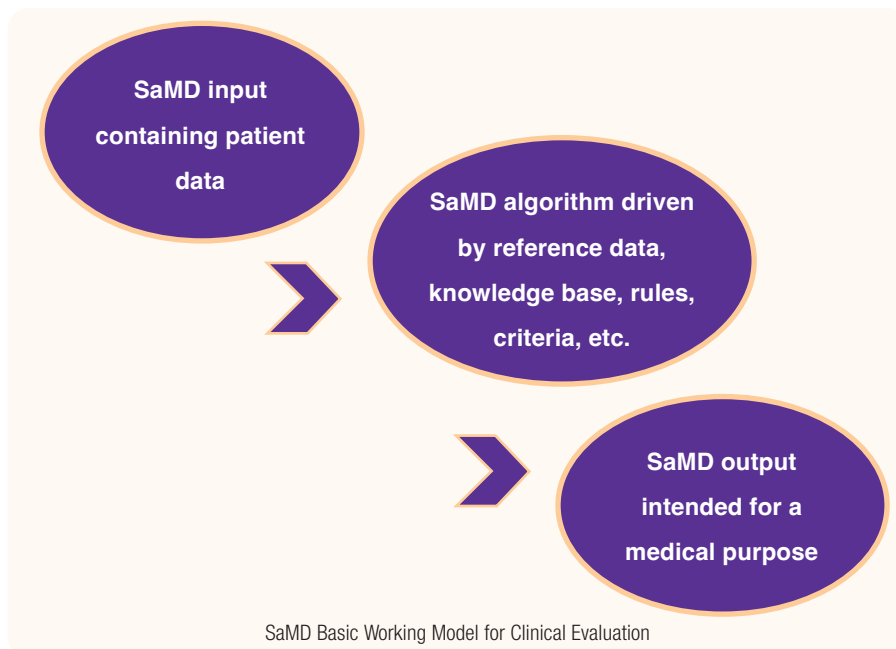 SaMD input
containing patient
data
SaMD algorithm driven
by reference data,
knowledge base, rules,
criteria, etc.
SaMD output
intended for a
medical purpose
SaMD Basic Working Model for Clinical Evaluation